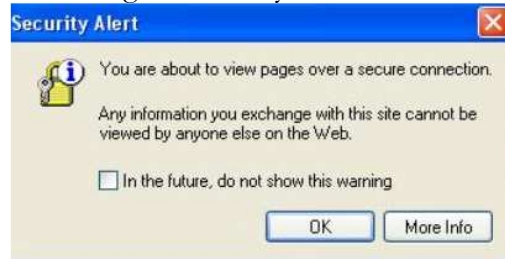 Security Alert
You are about to view pages over a secure connection.
Any information you exchange with this site cannot be
viewed by anyone else on the Web.
In the future, do not show this warning
OK More Info